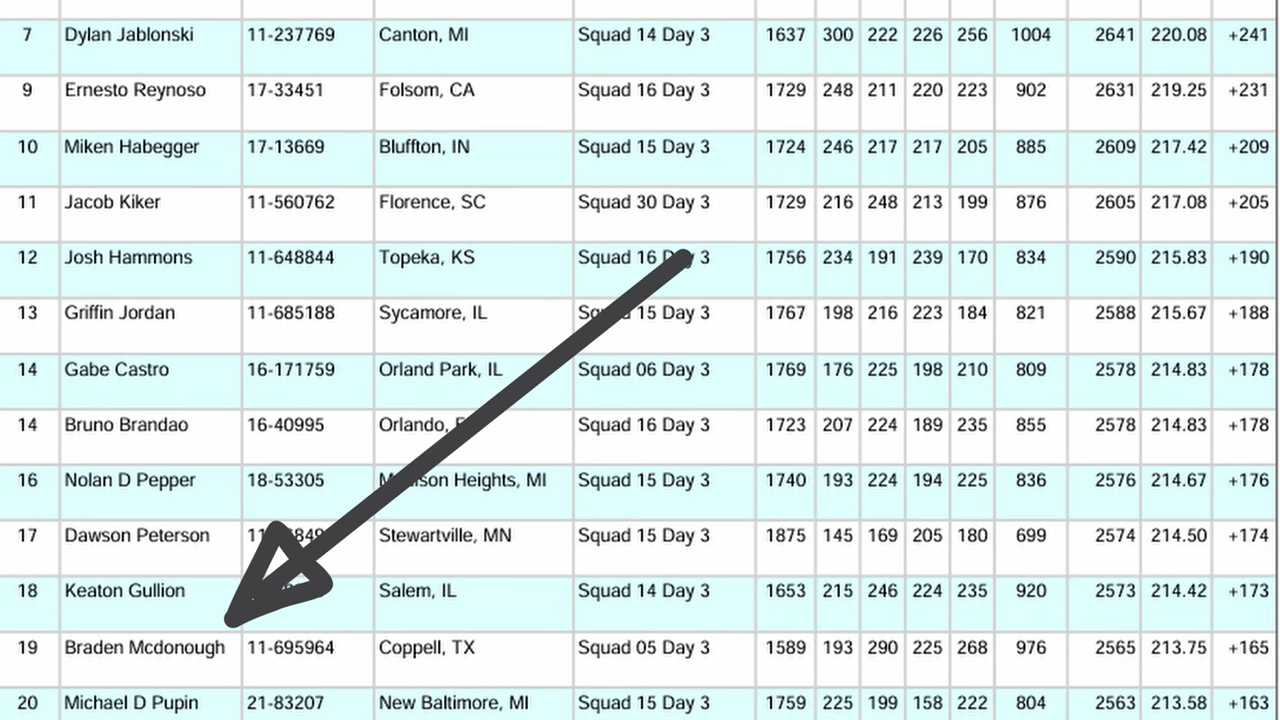 7 Dylan Jablonski 11-237769 Canton, MI Squad 14 Day 3 1637 300 222 226 256 1004 2641 220.08 +241
9 Ernesto Reynoso 17-33451 Folsom, CA Squad 16 Day 3 1729 248 211 220 223 902 2631 219.25 +231
10 Miken Habegger 17-13669 Bluffton, IN Squad 15 Day 3 1724 246 217 217 205 885 2609 217.42 +209
11 Jacob Kiker 11-560762 Florence, SC Squad 30 Day 3 1729 216 248 213 199 876 2605 217.08 +205
12 Josh Hammons 11-648844 Topeka, KS Squad 16 Day 3 1756 234 191 239 170 834 2590 215.83 +190
13 Griffin Jordan 11-685188 Sycamore, IL Squad 15 Day 3 1767 198 216 223 184 821 2588 215.67 +188
14 Gabe Castro 16-171759 Orland Park, IL Squad 06 Day 3 1769 176 225 198 210 809 2578 214.83 +178
14 Bruno Brandao 16-40995 Orlando, Squad 16 Day 3 1723 207 224 189 235 855 2578 214.83 +178
16 Nolan D Pepper 18-53305 Heights, MI Squad 15 Day 3 1740 193 224 194 225 836 2576 214.67 +176
17 Dawson Peterson Stewartville, MN Squad 15 Day 3 1875 145 169 205 180 699 2574 214.50 +174
18 Keaton Gullion Salem, IL Squad 14 Day 3 1653 215 246 224 235 920 2573 214.42 +173
19 Braden Mcdonough 11-695964 Coppell, TX Squad 05 Day 3 1589 193 290 225 268 976 2565 213.75 +165
20 Michael D Pupin 21-83207 New Baltimore, MI Squad 15 Day 3 1759 225 199 158 222 804 2563 213.58 +163